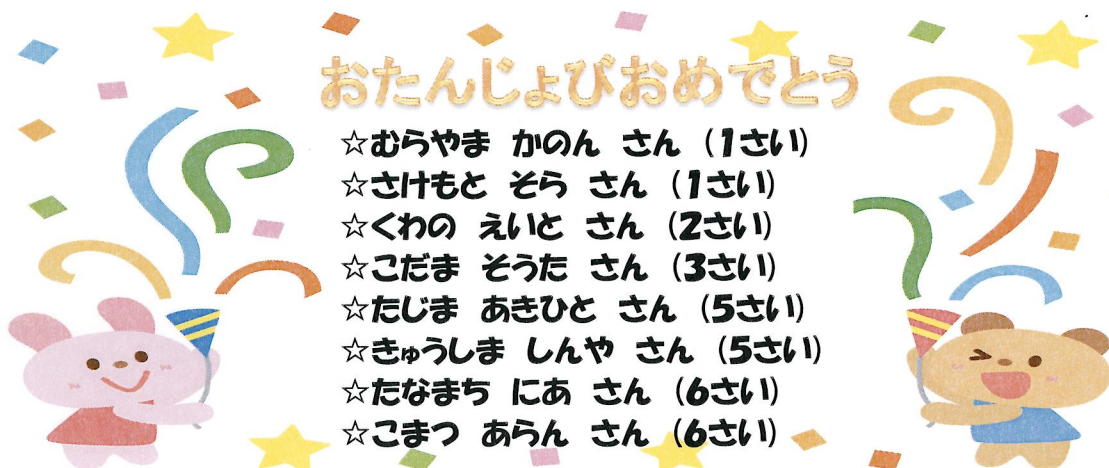 おたんじょびおめでとう
☆むらやま かのん さん (1さい)
☆さけもと そら さん (1さい)
☆くわの えいと さん (2さい)
☆こだま そうた さん (3さい)
☆たじま あきひと さん (5さい)
☆きゅうしま しんや さん (5さい)
☆たなまち にあ さん (6さい)
☆こまつ あらん さん (6さい)